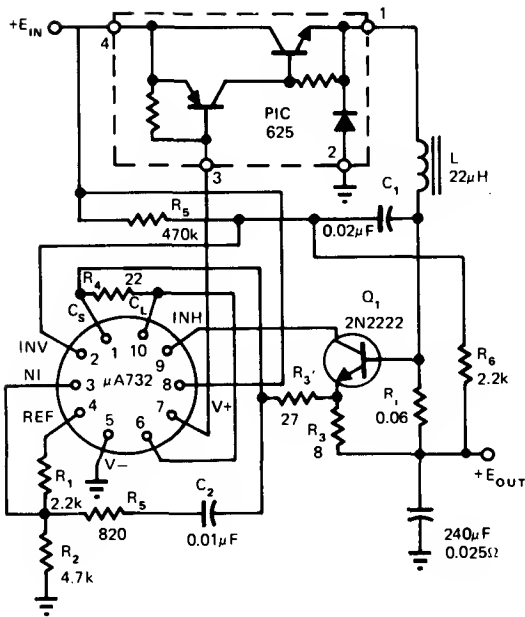 +E IN
4
1
PIC
625
2
3
L
22μH
C1
0.02μF
R5
470k
R4
22
CS
CL
INH
Q1
2N2222
INV
NI
REF
1
10
2
9
3
μA732
8
4
7
5
6
V+
V−
R3'
27
R3
8
R1
0.06
R6
2.2k
+E OUT
R1
2.2k
R5
820
C2
0.01μF
R2
4.7k
240μF
0.025Ω